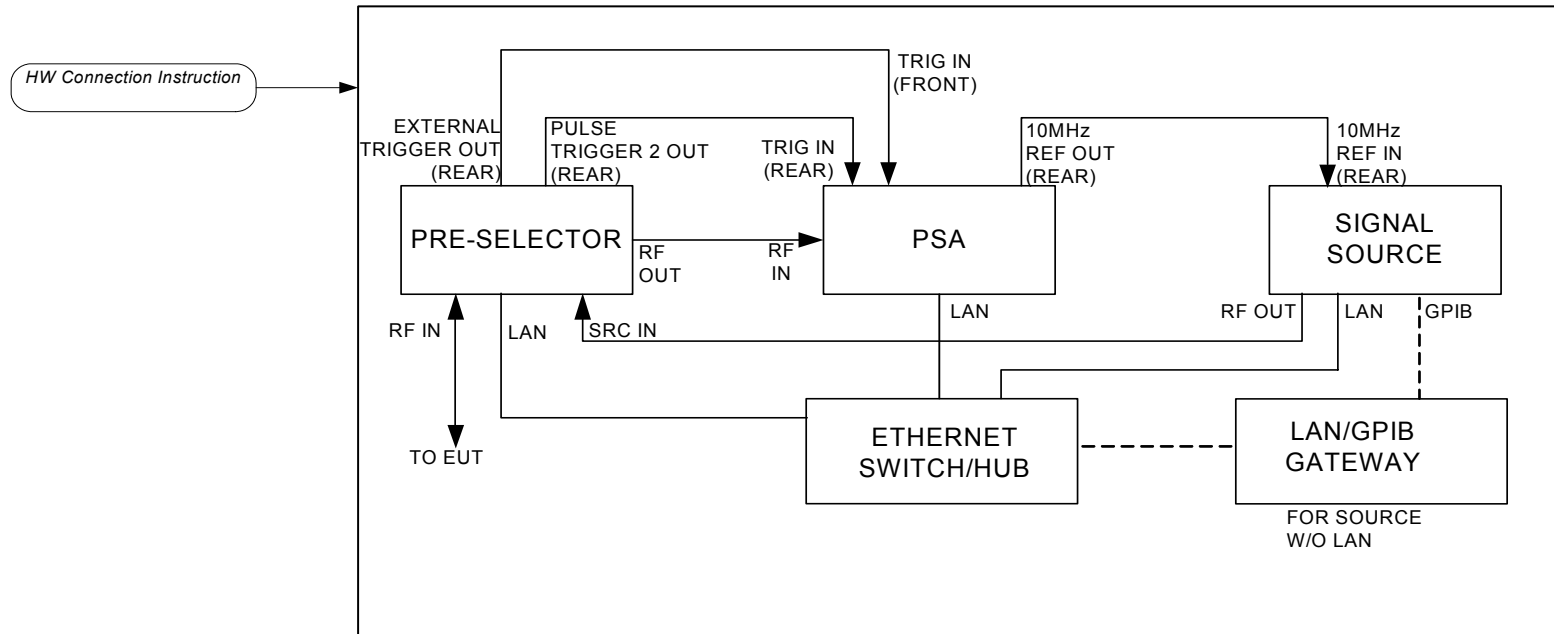 HW Connection Instruction
TRIG IN
(FRONT)
EXTERNAL
TRIGGER OUT
(REAR)
PULSE
TRIGGER 2 OUT
(REAR)
TRIG IN
(REAR)
10MHz
REF OUT
(REAR)
10MHz
REF IN
(REAR)
PRE-SELECTOR
RF
OUT
RF
IN
PSA
SIGNAL
SOURCE
RF IN
LAN
SRC IN
LAN
RF OUT
LAN
GPIB
TO EUT
ETHERNET
SWITCH/HUB
LAN/GPIB
GATEWAY
FOR SOURCE
W/O LAN